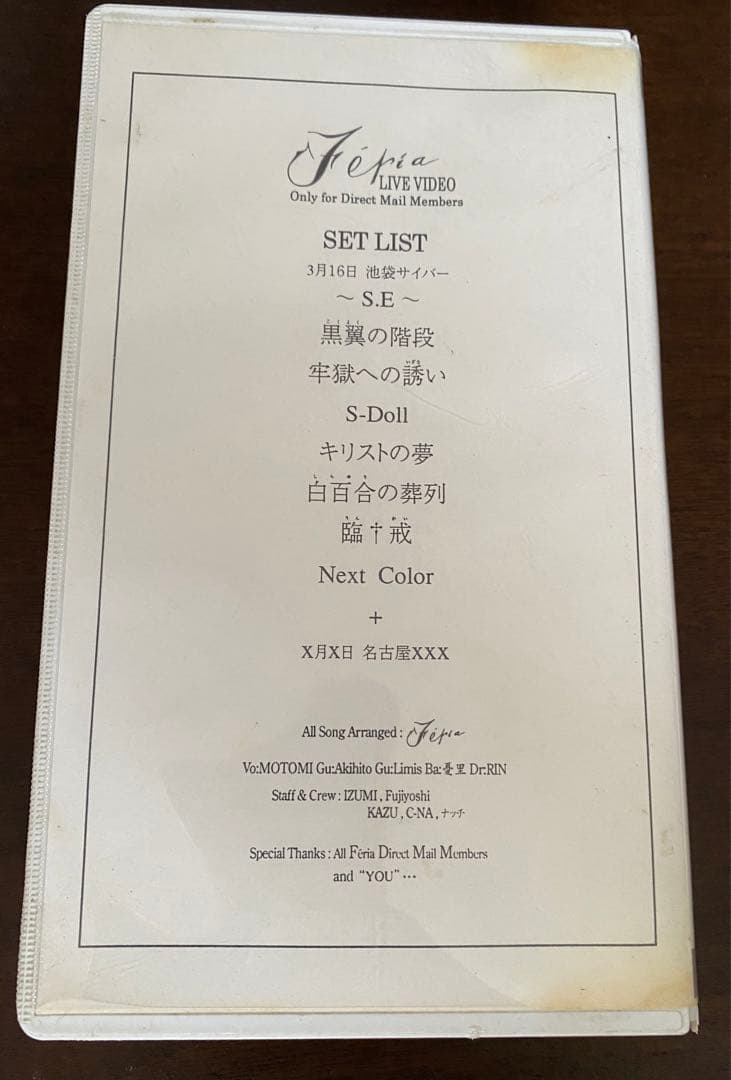 Féria
LIVE VIDEO
Only for Direct Mail Members
SET LIST
3月16日 池袋サイバー
～ S.E ～
黒翼の階段
牢獄への誘い
S-Doll
キリストの夢
白百合の葬列
臨†戒
Next Color
+
X月X日 名古屋XXX
All Song Arranged : Féria
Vo:MOTOMI Gu:Akihito Gu:Limis Ba:憂里 Dr:RIN
Staff & Crew : IZUMI , Fujiyoshi
KAZU , C-NA , ナッチ
Special Thanks : All Féria Direct Mail Members
and “YOU” …